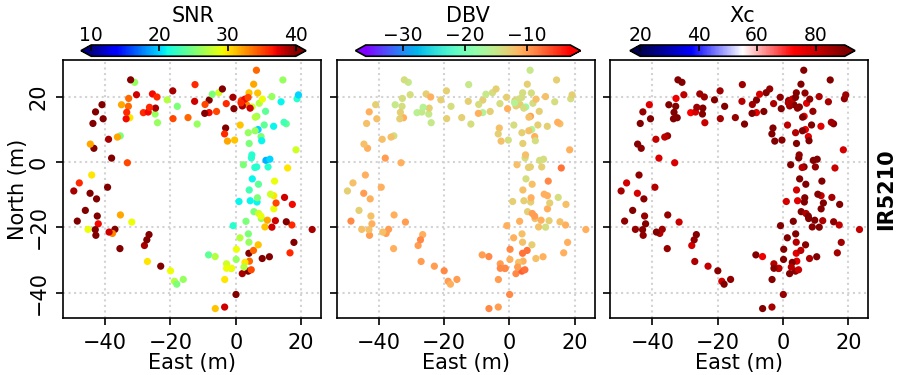 SNR DBV Xc
10 20 30 40 −30 −20 −10 20 40 60 80
North (m)
20
0
−20
−40
−40 −20 0 20 −40 −20 0 20 −40 −20 0 20
East (m) East (m) East (m)
IR5210